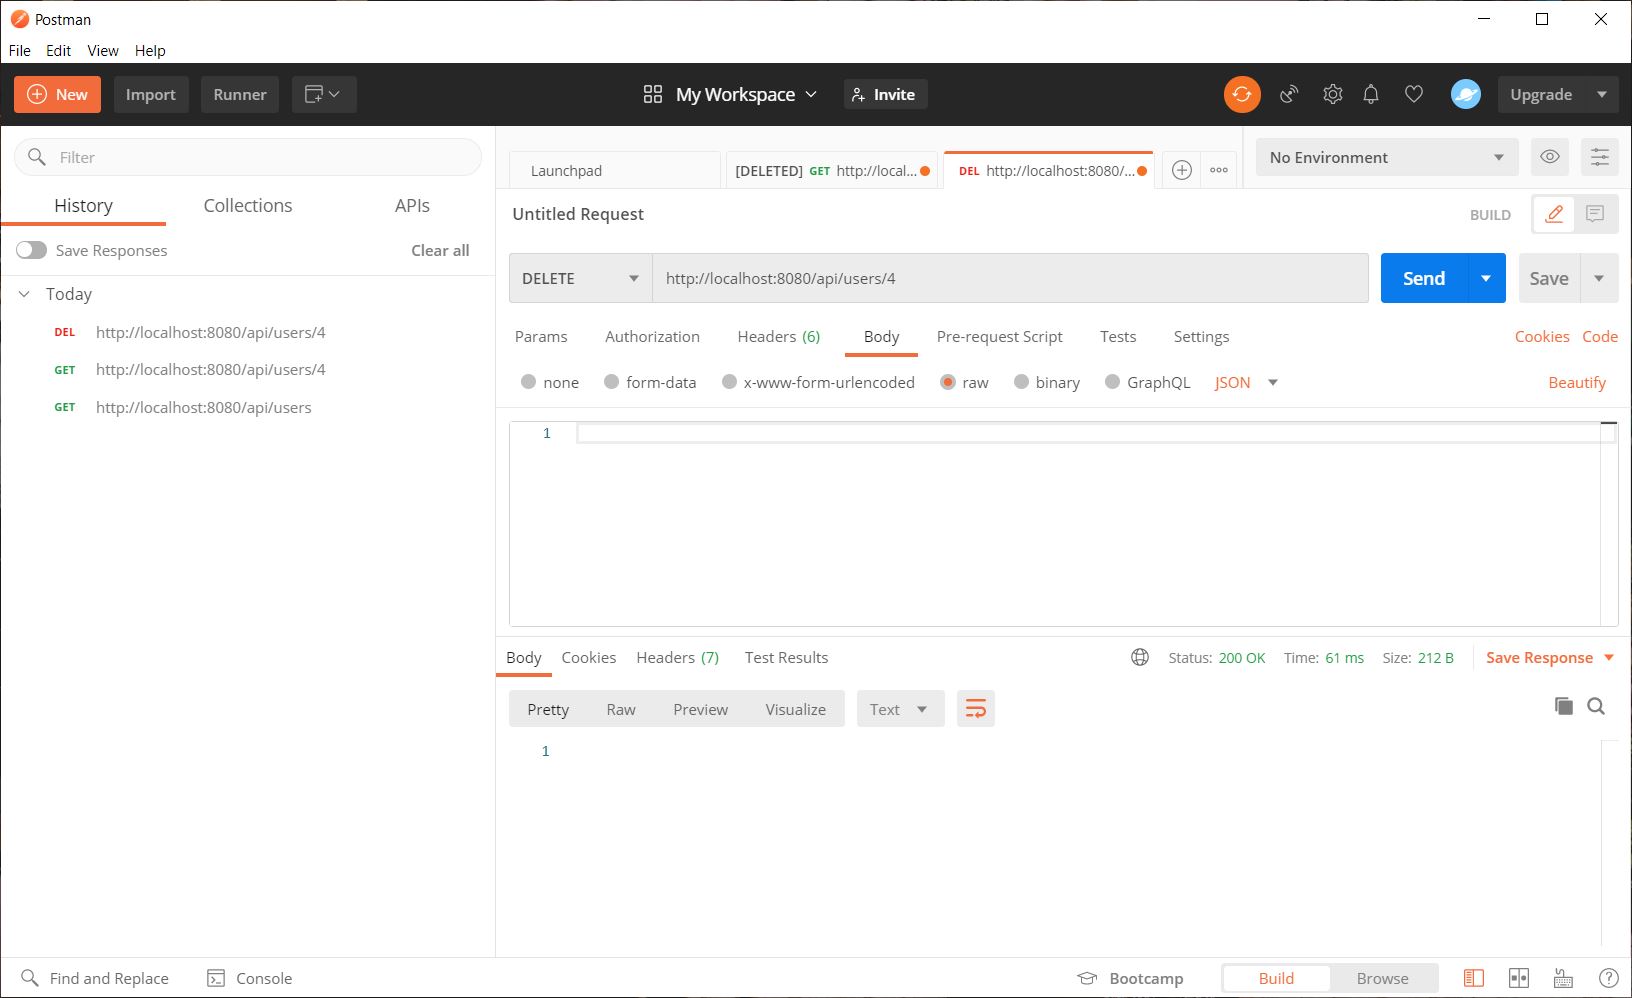 Postman
File Edit View Help
New Import Runner My Workspace Invite Upgrade
Filter
History Collections APIs
Save Responses Clear all
Today
DEL http://localhost:8080/api/users/4
GET http://localhost:8080/api/users/4
GET http://localhost:8080/api/users
Launchpad [DELETED] GET http://local... DEL http://localhost:8080/... No Environment
Untitled Request BUILD
DELETE http://localhost:8080/api/users/4 Send Save
Params Authorization Headers (6) Body Pre-request Script Tests Settings Cookies Code
none form-data x-www-form-urlencoded raw binary GraphQL JSON Beautify
1
Body Cookies Headers (7) Test Results Status: 200 OK Time: 61 ms Size: 212 B Save Response
Pretty Raw Preview Visualize Text
1
Find and Replace Console Bootcamp Build Browse